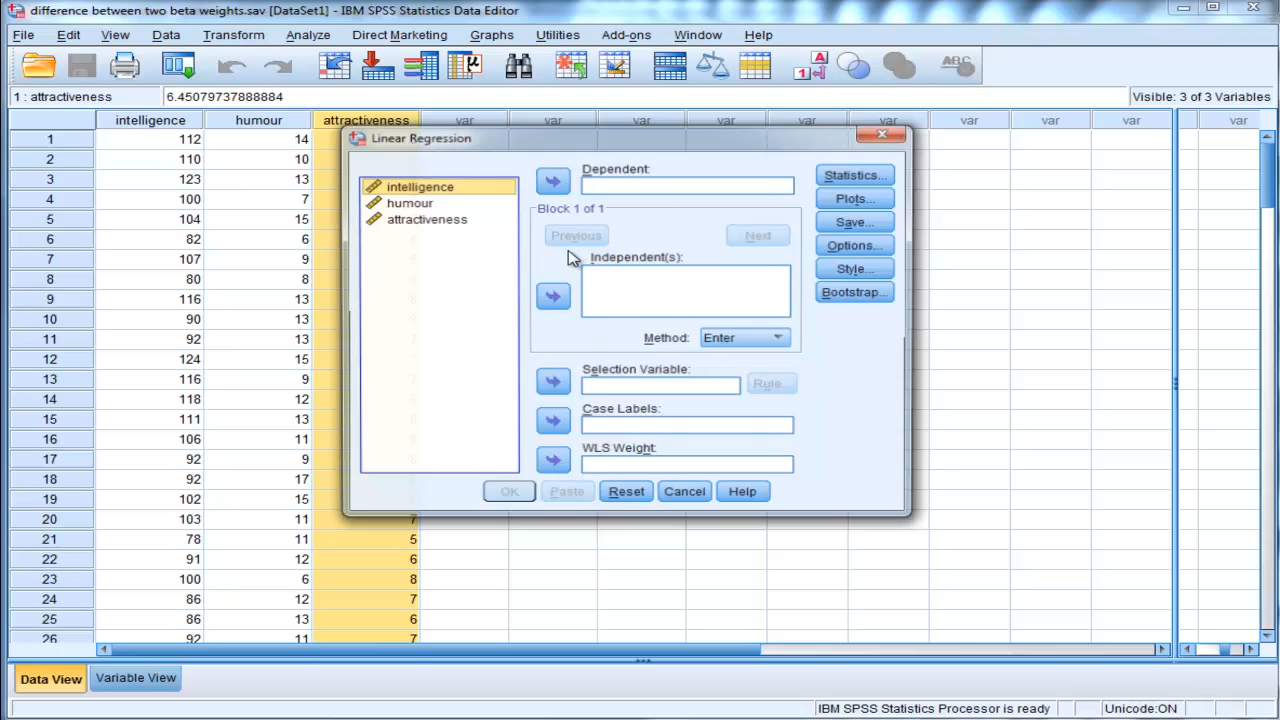 difference between two beta weights.sav [DataSet1] - IBM SPSS Statistics Data Editor
File Edit View Data Transform Analyze Direct Marketing Graphs Utilities Add-ons Window Help
1 : attractiveness 6.45079737888884 Visible: 3 of 3 Variables
intelligence humour attractiveness var var var var var var var var var
1 112 14
2 110 10
3 123 13
4 100 7
5 104 15
6 82 6
7 107 9
8 80 8
9 116 13
10 90 13
11 92 13
12 124 15
13 116 9
14 118 12
15 111 13
16 106 11
17 92 9
18 92 17
19 102 15
20 103 11 7
21 78 11 5
22 91 12 6
23 100 6 8
24 86 12 7
25 86 13 6
26 92 11 7
Linear Regression
intelligence
humour
attractiveness
Dependent:
Block 1 of 1
Previous Next
Independent(s):
Method: Enter
Selection Variable:
Rule...
Case Labels:
WLS Weight:
Statistics...
Plots...
Save...
Options...
Style...
Bootstrap...
OK Paste Reset Cancel Help
Data View Variable View
IBM SPSS Statistics Processor is ready Unicode:ON